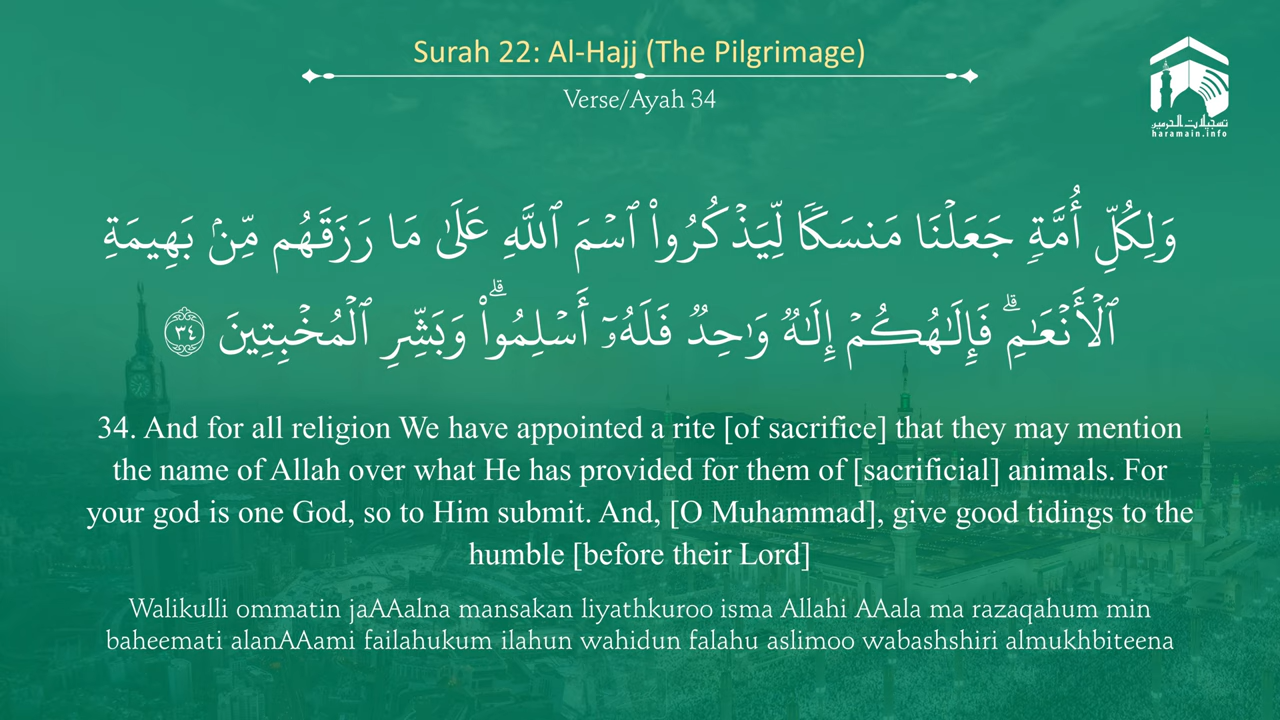 Surah 22: Al-Hajj (The Pilgrimage)
Verse/Ayah 34
تسجيلات الحرمين
haramain.info
وَلِكُلِّ أُمَّةٖ جَعَلۡنَا مَنسَكٗا لِّيَذۡكُرُواْ ٱسۡمَ ٱللَّهِ عَلَىٰ مَا رَزَقَهُم مِّنۢ بَهِيمَةِ
ٱلۡأَنۡعَٰمِۗ فَإِلَٰهُكُمۡ إِلَٰهٞ وَٰحِدٞ فَلَهُۥٓ أَسۡلِمُواْۗ وَبَشِّرِ ٱلۡمُخۡبِتِينَ ٣٤
34. And for all religion We have appointed a rite [of sacrifice] that they may mention
the name of Allah over what He has provided for them of [sacrificial] animals. For
your god is one God, so to Him submit. And, [O Muhammad], give good tidings to the
humble [before their Lord]
Walikulli ommatin jaAAalna mansakan liyathkuroo isma Allahi AAala ma razaqahum min
baheemati alanAAami failahukum ilahun wahidun falahu aslimoo wabashshiri almukhbiteena